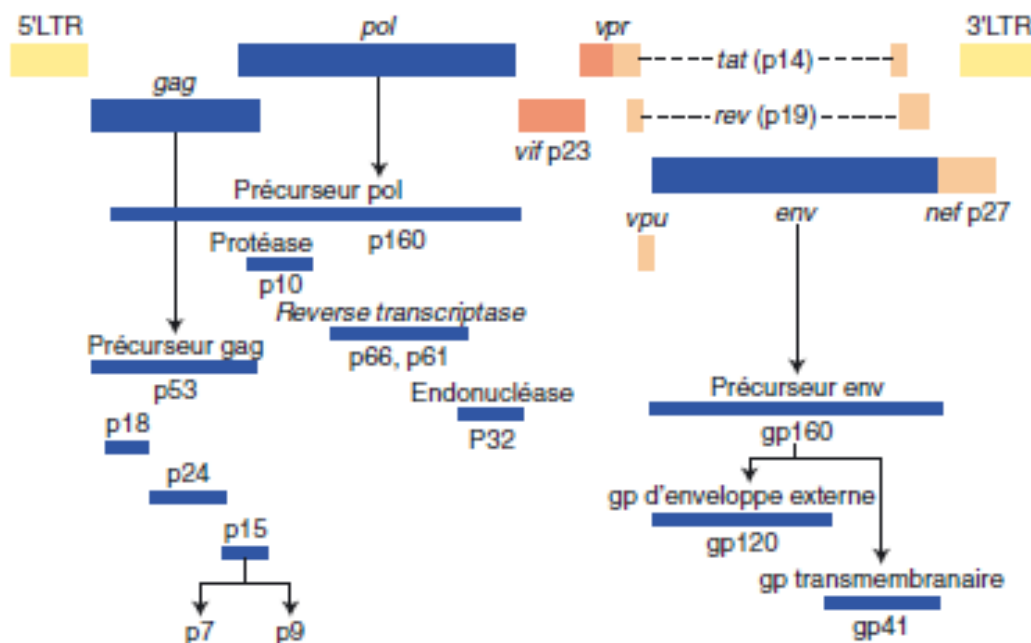 5'LTR
pol
vpr
3'LTR
tat (p14)
gag
rev (p19)
vif p23
Précurseur pol
p160
env
nef p27
vpu
Protéase
p10
Reverse transcriptase
p66, p61
Précurseur gag
p53
Endonucléase
P32
Précurseur env
gp160
p18
p24
gp d'enveloppe externe
gp120
p15
gp transmembranaire
gp41
p7
p9